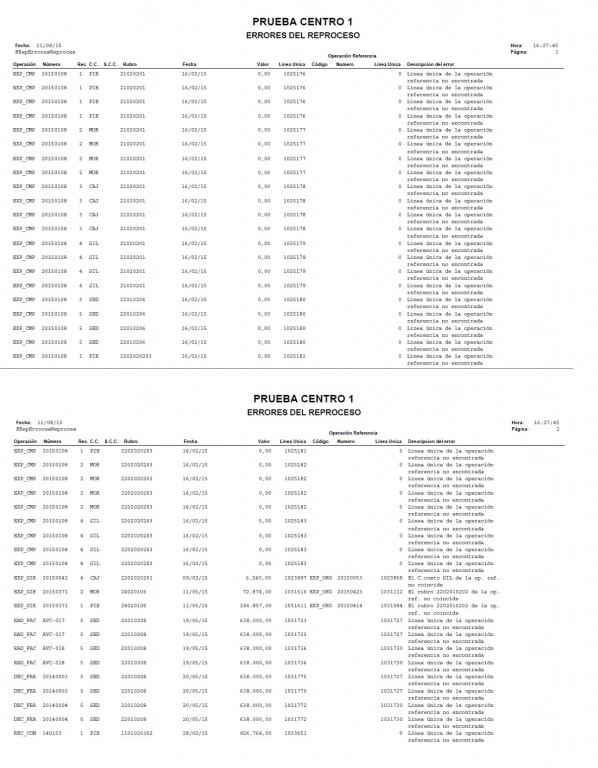 PRUEBA CENTRO 1
ERRORES DEL REPROCESO
Fecha: 11/08/15 Hora: 16:27:45
RRepErroresReproces Página: 1
Operación Referencia
Operación Número Rec. C.C. S.C.C. Rubro Fecha Valor Linea Unica Código Numero Linea Unica Descripcion del error
EXP_CMP 20150108 1 PIE 21020201 16/02/15 0,00 1025176 0 Linea única de la operación
referencia no encontrada
EXP_CMP 20150108 1 PIE 21020201 16/02/15 0,00 1025176 0 Linea única de la operación
referencia no encontrada
EXP_CMP 20150108 1 PIE 21020201 16/02/15 0,00 1025176 0 Linea única de la operación
referencia no encontrada
EXP_CMP 20150108 1 PIE 21020201 16/02/15 0,00 1025176 0 Linea única de la operación
referencia no encontrada
EXP_CMP 20150108 2 MOR 21020201 16/02/15 0,00 1025177 0 Linea única de la operación
referencia no encontrada
EXP_CMP 20150108 2 MOR 21020201 16/02/15 0,00 1025177 0 Linea única de la operación
referencia no encontrada
EXP_CMP 20150108 2 MOR 21020201 16/02/15 0,00 1025177 0 Linea única de la operación
referencia no encontrada
EXP_CMP 20150108 2 MOR 21020201 16/02/15 0,00 1025177 0 Linea única de la operación
referencia no encontrada
EXP_CMP 20150108 3 CAJ 21020201 16/02/15 0,00 1025178 0 Linea única de la operación
referencia no encontrada
EXP_CMP 20150108 3 CAJ 21020201 16/02/15 0,00 1025178 0 Linea única de la operación
referencia no encontrada
EXP_CMP 20150108 3 CAJ 21020201 16/02/15 0,00 1025178 0 Linea única de la operación
referencia no encontrada
EXP_CMP 20150108 3 CAJ 21020201 16/02/15 0,00 1025178 0 Linea única de la operación
referencia no encontrada
EXP_CMP 20150108 4 SIL 21020201 16/02/15 0,00 1025179 0 Linea única de la operación
referencia no encontrada
EXP_CMP 20150108 4 SIL 21020201 16/02/15 0,00 1025179 0 Linea única de la operación
referencia no encontrada
EXP_CMP 20150108 4 SIL 21020201 16/02/15 0,00 1025179 0 Linea única de la operación
referencia no encontrada
EXP_CMP 20150108 4 SIL 21020201 16/02/15 0,00 1025179 0 Linea única de la operación
referencia no encontrada
EXP_CMP 20150108 5 SED 22010206 16/02/15 0,00 1025180 0 Linea única de la operación
referencia no encontrada
EXP_CMP 20150108 5 SED 22010206 16/02/15 0,00 1025180 0 Linea única de la operación
referencia no encontrada
EXP_CMP 20150108 5 SED 22010206 16/02/15 0,00 1025180 0 Linea única de la operación
referencia no encontrada
EXP_CMP 20150108 5 SED 22010206 16/02/15 0,00 1025180 0 Linea única de la operación
referencia no encontrada
EXP_CMP 20150108 1 PIE 2202020203 16/02/15 0,00 1025181 0 Linea única de la operación
referencia no encontrada
PRUEBA CENTRO 1
ERRORES DEL REPROCESO
Fecha: 11/08/15 Hora: 16:27:45
RRepErroresReproces Página: 2
Operación Referencia
Operación Número Rec. C.C. S.C.C. Rubro Fecha Valor Linea Unica Código Numero Linea Unica Descripcion del error
EXP_CMP 20150108 1 PIE 2202020203 16/02/15 0,00 1025181 0 Linea única de la operación
referencia no encontrada
EXP_CMP 20150108 2 MOR 2202020203 16/02/15 0,00 1025182 0 Linea única de la operación
referencia no encontrada
EXP_CMP 20150108 2 MOR 2202020203 16/02/15 0,00 1025182 0 Linea única de la operación
referencia no encontrada
EXP_CMP 20150108 2 MOR 2202020203 16/02/15 0,00 1025182 0 Linea única de la operación
referencia no encontrada
EXP_CMP 20150108 2 MOR 2202020203 16/02/15 0,00 1025182 0 Linea única de la operación
referencia no encontrada
EXP_CMP 20150108 4 SIL 2202020203 16/02/15 0,00 1025183 0 Linea única de la operación
referencia no encontrada
EXP_CMP 20150108 4 SIL 2202020203 16/02/15 0,00 1025183 0 Linea única de la operación
referencia no encontrada
EXP_CMP 20150108 4 SIL 2202020203 16/02/15 0,00 1025183 0 Linea única de la operación
referencia no encontrada
EXP_CMP 20150108 4 SIL 2202020203 16/02/15 0,00 1025183 0 Linea única de la operación
referencia no encontrada
EXP_GIR 20150042 4 CAJ 2202020201 09/02/15 6.240,00 1023997 EXP_ORG 20150053 1023968 El C.costo SIL de la op. ref.
no coincide
EXP_GIR 20150371 2 MOR 24020106 11/05/15 72.874,00 1031610 EXP_ORG 20150423 1031112 El rubro 2202010202 de la op.
ref. no coincide
EXP_GIR 20150371 1 PIE 24020106 11/05/15 146.857,00 1031611 EXP_ORG 20150414 1031084 El rubro 2202010202 de la op.
ref. no coincide
RAD_FAC AVC-017 5 SED 22010208 19/05/15 638.000,00 1031733 1031727 Linea única de la operación
referencia no encontrada
RAD_FAC AVC-017 5 SED 22010208 19/05/15 638.000,00 1031733 1031727 Linea única de la operación
referencia no encontrada
RAD_FAC AVC-018 5 SED 22010208 19/05/15 638.000,00 1031736 1031730 Linea única de la operación
referencia no encontrada
RAD_FAC AVC-018 5 SED 22010208 19/05/15 638.000,00 1031736 1031730 Linea única de la operación
referencia no encontrada
DEC_FRA 20140003 5 SED 22010208 20/05/15 638.000,00 1031770 1031727 Linea única de la operación
referencia no encontrada
DEC_FRA 20140003 5 SED 22010208 20/05/15 638.000,00 1031770 1031727 Linea única de la operación
referencia no encontrada
DEC_FRA 20140004 5 SED 22010208 20/05/15 638.000,00 1031772 1031730 Linea única de la operación
referencia no encontrada
DEC_FRA 20140004 5 SED 22010208 20/05/15 638.000,00 1031772 1031730 Linea única de la operación
referencia no encontrada
REC_CON 140153 1 PIE 1101020302 28/02/15 926.764,00 1033651 0 Linea única de la operación
referencia no encontrada